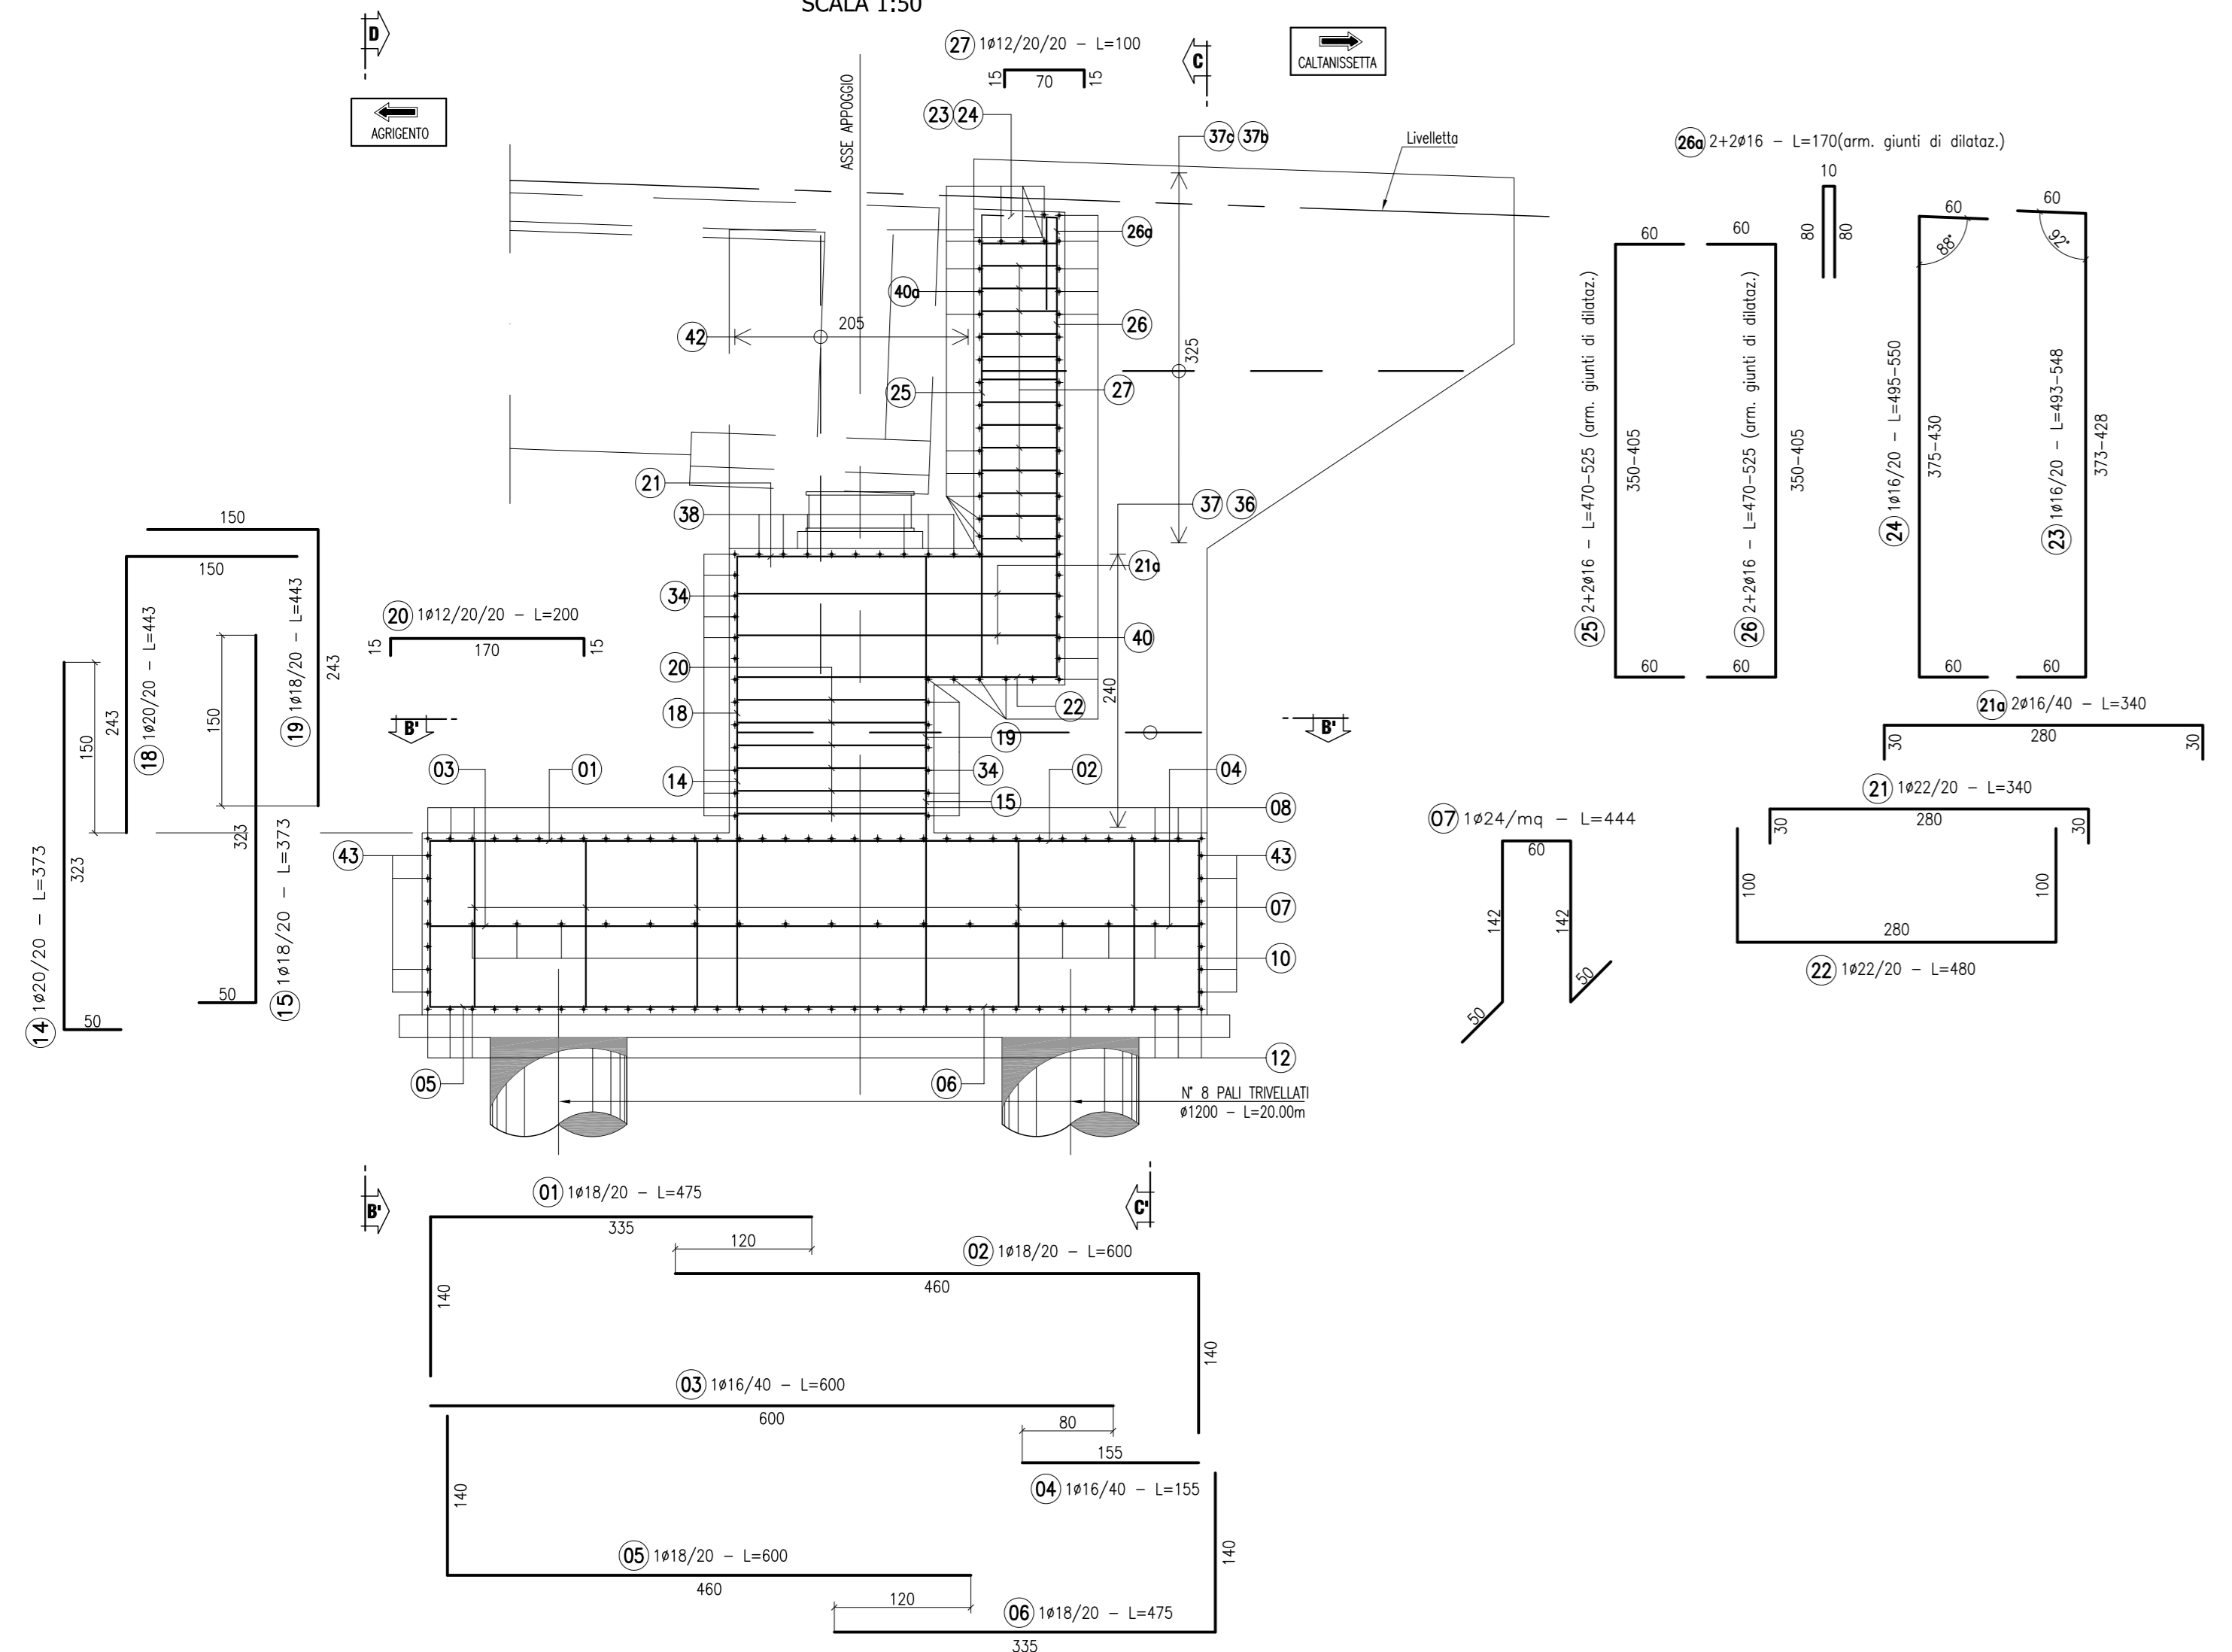 SCALA 1:50
D
27 1ø12/20/20 - L=100
15
70
15
C
CALTANISSETTA
AGRIGENTO
ASSE APPOGGIO
23 24
37c 37b
Livelletta
26a 2+2ø16 - L=170(arm. giunti di dilataz.)
10
80
80
60
60
60
60
88°
92°
26a
40a
42
205
26
325
25
27
25 2+2ø16 - L=470-525 (arm. giunti di dilataz.)
350-405
26 2+2ø16 - L=470-525 (arm. giunti di dilataz.)
350-405
24 1ø16/20 - L=495-550
375-430
23 1ø16/20 - L=493-548
373-428
60
60
60
60
21
38
37 36
21a
34
40
20
240
18
22
19
14
34
15
150
150
18 1ø20/20 - L=443
243
19 1ø18/20 - L=443
243
150
150
14 1ø20/20 - L=373
323
50
15 1ø18/20 - L=373
323
50
20 1ø12/20/20 - L=200
15
170
15
B'
B'
03
01
02
04
08
43
43
07
10
12
05
06
N° 8 PALI TRIVELLATI
ø1200 - L=20.00m
21a 2ø16/40 - L=340
30
280
30
21 1ø22/20 - L=340
30
280
30
100
280
100
22 1ø22/20 - L=480
07 1ø24/mq - L=444
60
142
142
50
50
B'
C'
01 1ø18/20 - L=475
335
140
120
02 1ø18/20 - L=600
460
140
03 1ø16/40 - L=600
600
80
155
04 1ø16/40 - L=155
140
05 1ø18/20 - L=600
460
120
06 1ø18/20 - L=475
335
140